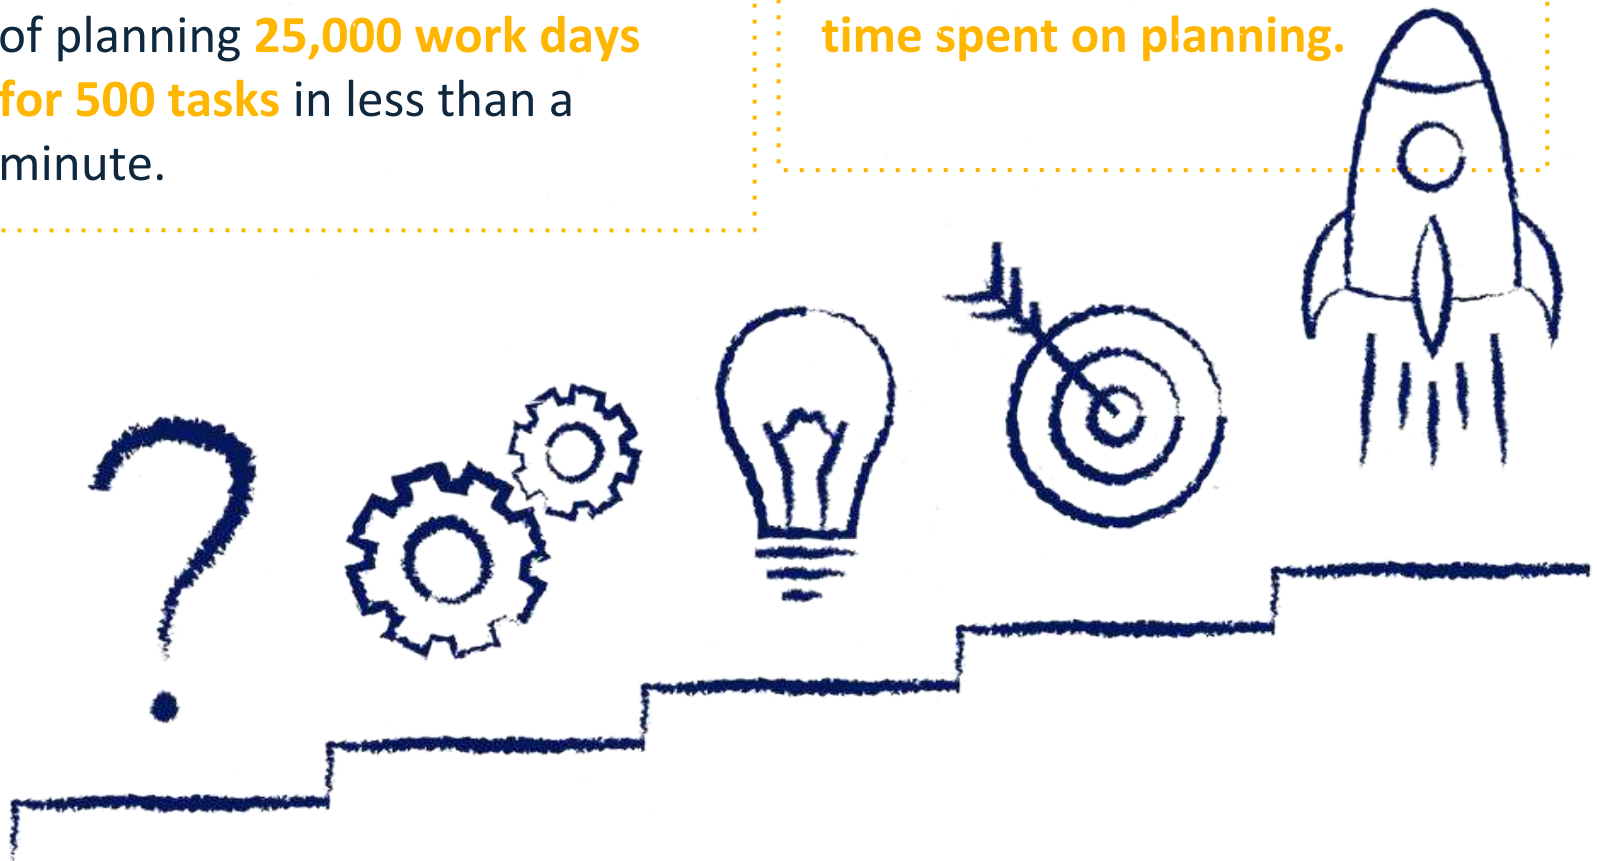 of planning 25,000 work days
for 500 tasks in less than a
minute.
time spent on planning.
?